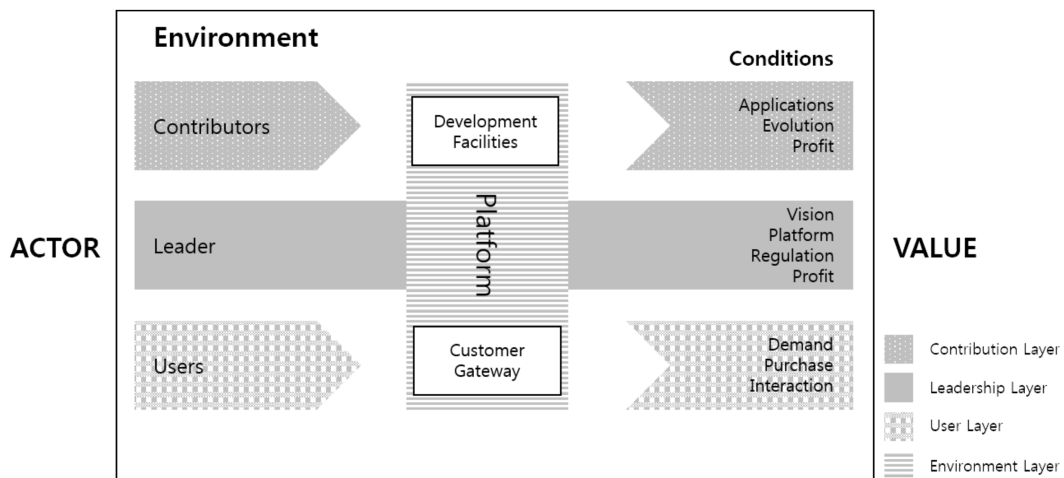 Environment
Conditions
Contributors
Development
Facilities
Applications
Evolution
Profit
ACTOR
Leader
Platform
Vision
Platform
Regulation
Profit
VALUE
Users
Customer
Gateway
Demand
Purchase
Interaction
Contribution Layer
Leadership Layer
User Layer
Environment Layer